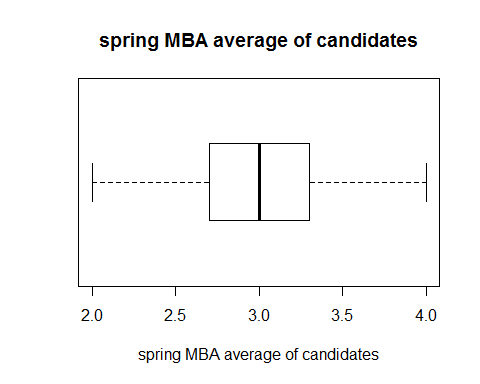 spring MBA average of candidates
2.0 2.5 3.0 3.5 4.0
spring MBA average of candidates